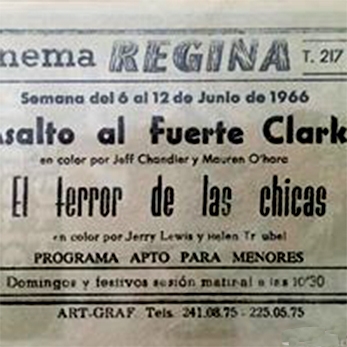 nema REGINA T. 217
Semana del 6 al 12 de Junio de 1966
Asalto al Fuerte Clark
en color por Jeff Chandler y Mauren O'hara
El terror de las chicas
en color por Jerry Lewis y Helen Tr ubel
PROGRAMA APTO PARA MENORES
Domingos y festivos sesión matinal a las 10'30
ART-GRAF Tels. 241.08.75 - 225.05.75